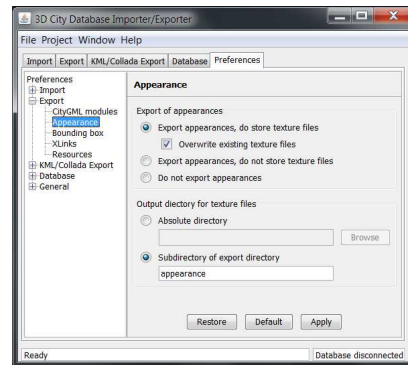 3D City Database Importer/Exporter
File Project Window Help
Import Export KML/Collada Export Database Preferences
Preferences
Import
Export
CityGML modules
Appearance
Bounding box
XLinks
Resources
KML/Collada Export
Database
General
Appearance
Export of appearances
Export appearances, do store texture files
Overwrite existing texture files
Export appearances, do not store texture files
Do not export appearances
Output diectory for texture files
Absolute directory
Browse
Subdirectory of export directory
appearance
Restore Default Apply
Ready Database disconnected